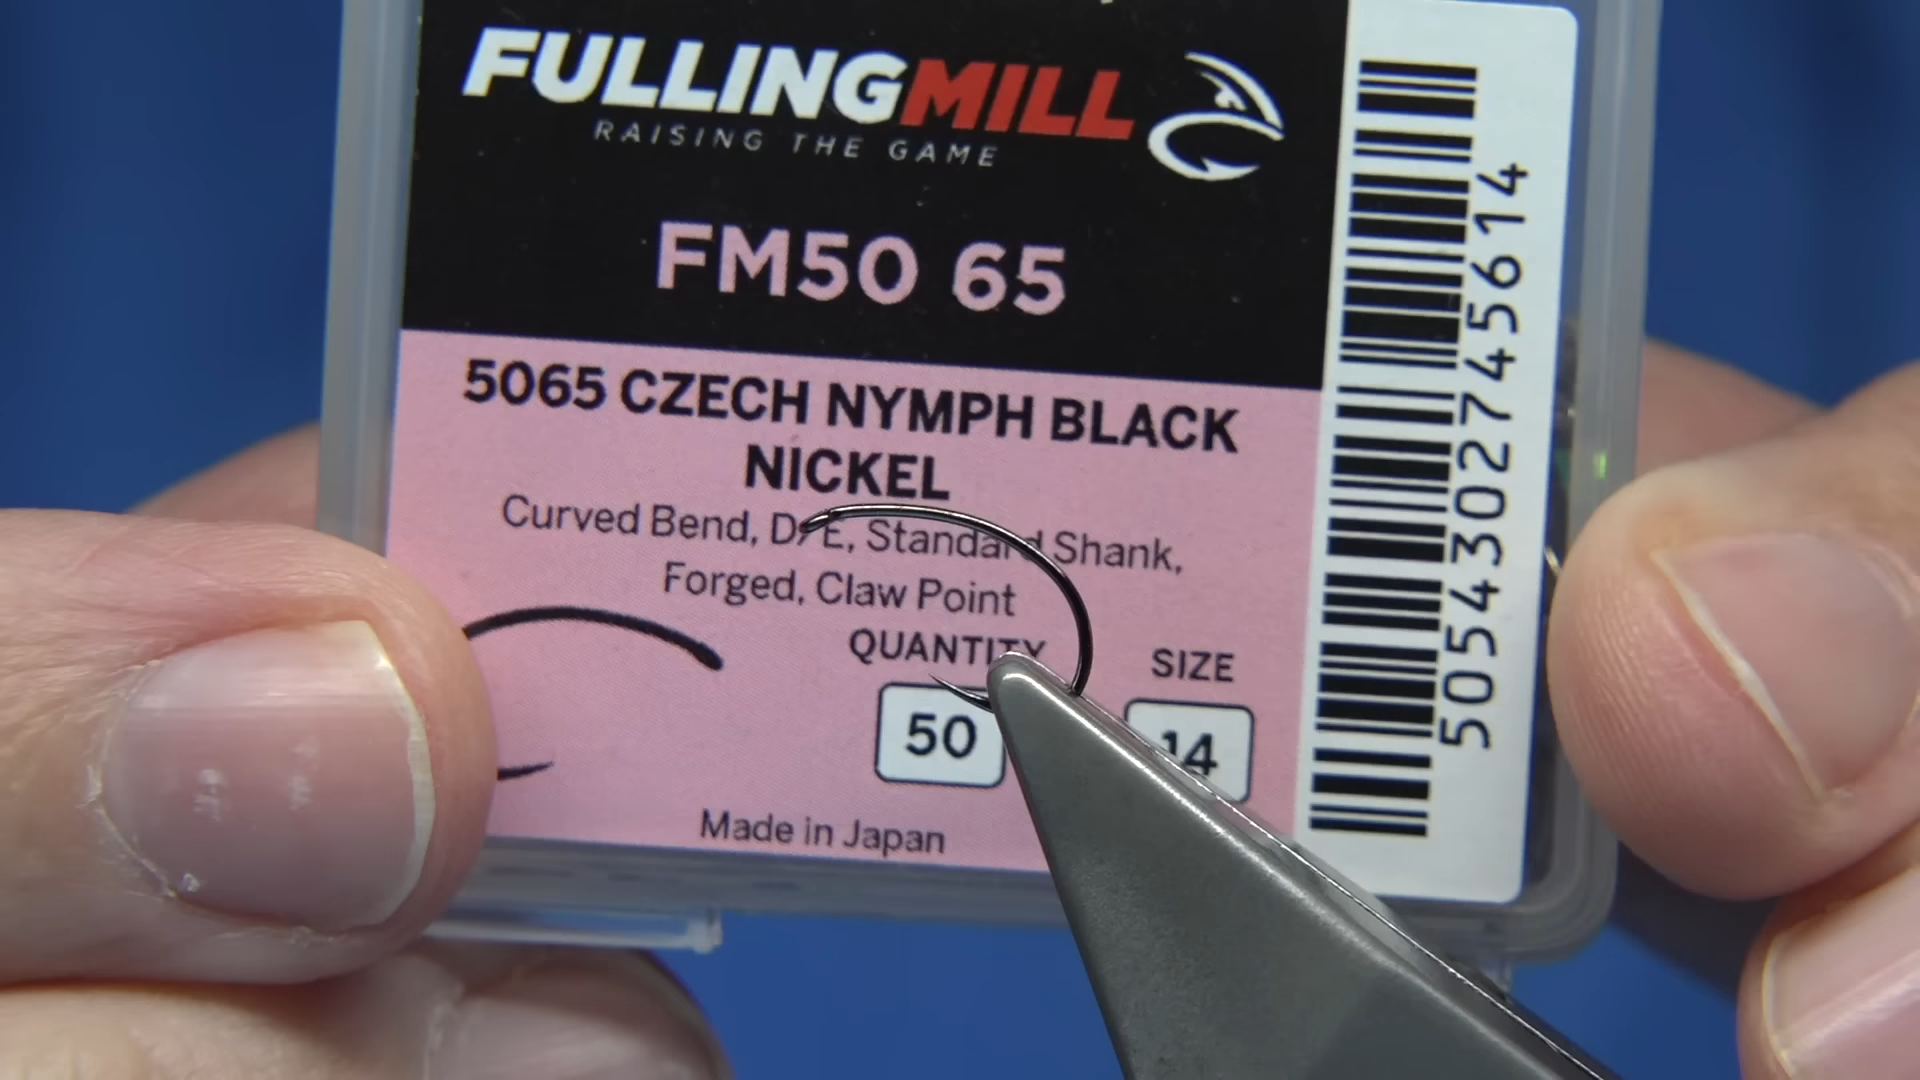 FULLINGMILL
RAISING THE GAME
FM50 65
5065 CZECH NYMPH BLACK
NICKEL
Curved Bend, D/E, Standard Shank,
Forged, Claw Point
QUANTITY
SIZE
50
14
Made in Japan
5054302745614